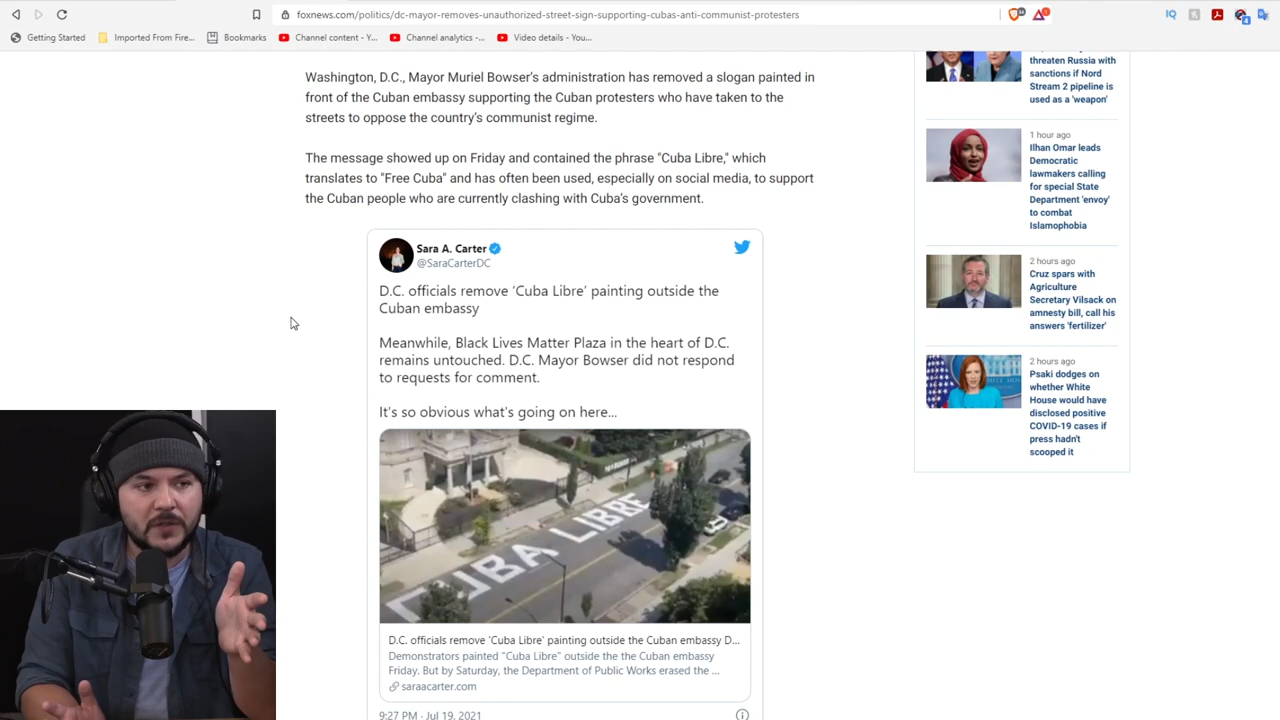 foxnews.com/politics/dc-mayor-removes-unauthorized-street-sign-supporting-cubas-anti-communist-protesters
Getting Started
Imported From Fire...
Bookmarks
Channel content - Y...
Channel analytics -...
Video details - You...
Washington, D.C., Mayor Muriel Bowser's administration has removed a slogan painted in
front of the Cuban embassy supporting the Cuban protesters who have taken to the
streets to oppose the country's communist regime.
The message showed up on Friday and contained the phrase "Cuba Libre," which
translates to "Free Cuba" and has often been used, especially on social media, to support
the Cuban people who are currently clashing with Cuba's government.
Sara A. Carter
@SaraCarterDC
D.C. officials remove 'Cuba Libre' painting outside the
Cuban embassy
Meanwhile, Black Lives Matter Plaza in the heart of D.C.
remains untouched. D.C. Mayor Bowser did not respond
to requests for comment.
It's so obvious what's going on here...
CUBA LIBRE
D.C. officials remove 'Cuba Libre' painting outside the Cuban embassy D...
Demonstrators painted "Cuba Libre" outside the the Cuban embassy
Friday. But by Saturday, the Department of Public Works erased the ...
saraacarter.com
9:27 PM · Jul 19, 2021
threaten Russia with
sanctions if Nord
Stream 2 pipeline is
used as a 'weapon'
1 hour ago
Ilhan Omar leads
Democratic
lawmakers calling
for special State
Department 'envoy'
to combat
Islamophobia
2 hours ago
Cruz spars with
Agriculture
Secretary Vilsack on
amnesty bill, call his
answers 'fertilizer'
2 hours ago
Psaki dodges on
whether White
House would have
disclosed positive
COVID-19 cases if
press hadn't
scooped it